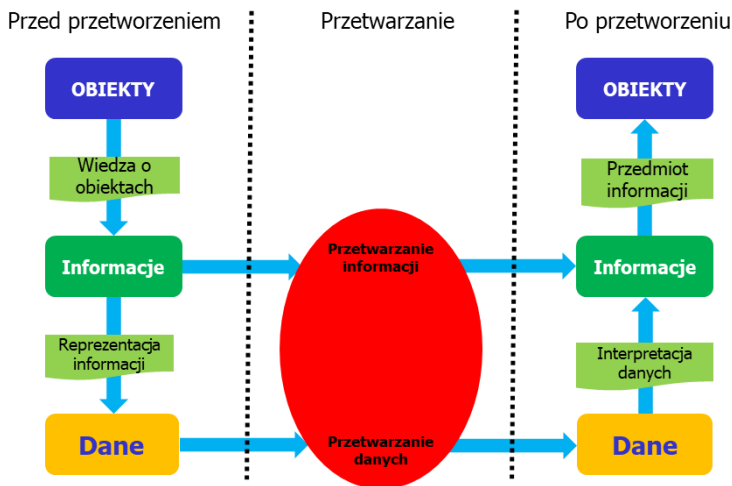 Przed przetworzeniem
Przetwarzanie
Po przetworzeniu
OBIEKTY
OBIEKTY
Wiedza o
obiektach
Przedmiot
informacji
Informacje
Przetwarzanie
informacji
Informacje
Reprezentacja
informacji
Interpretacja
danych
Dane
Przetwarzanie
danych
Dane